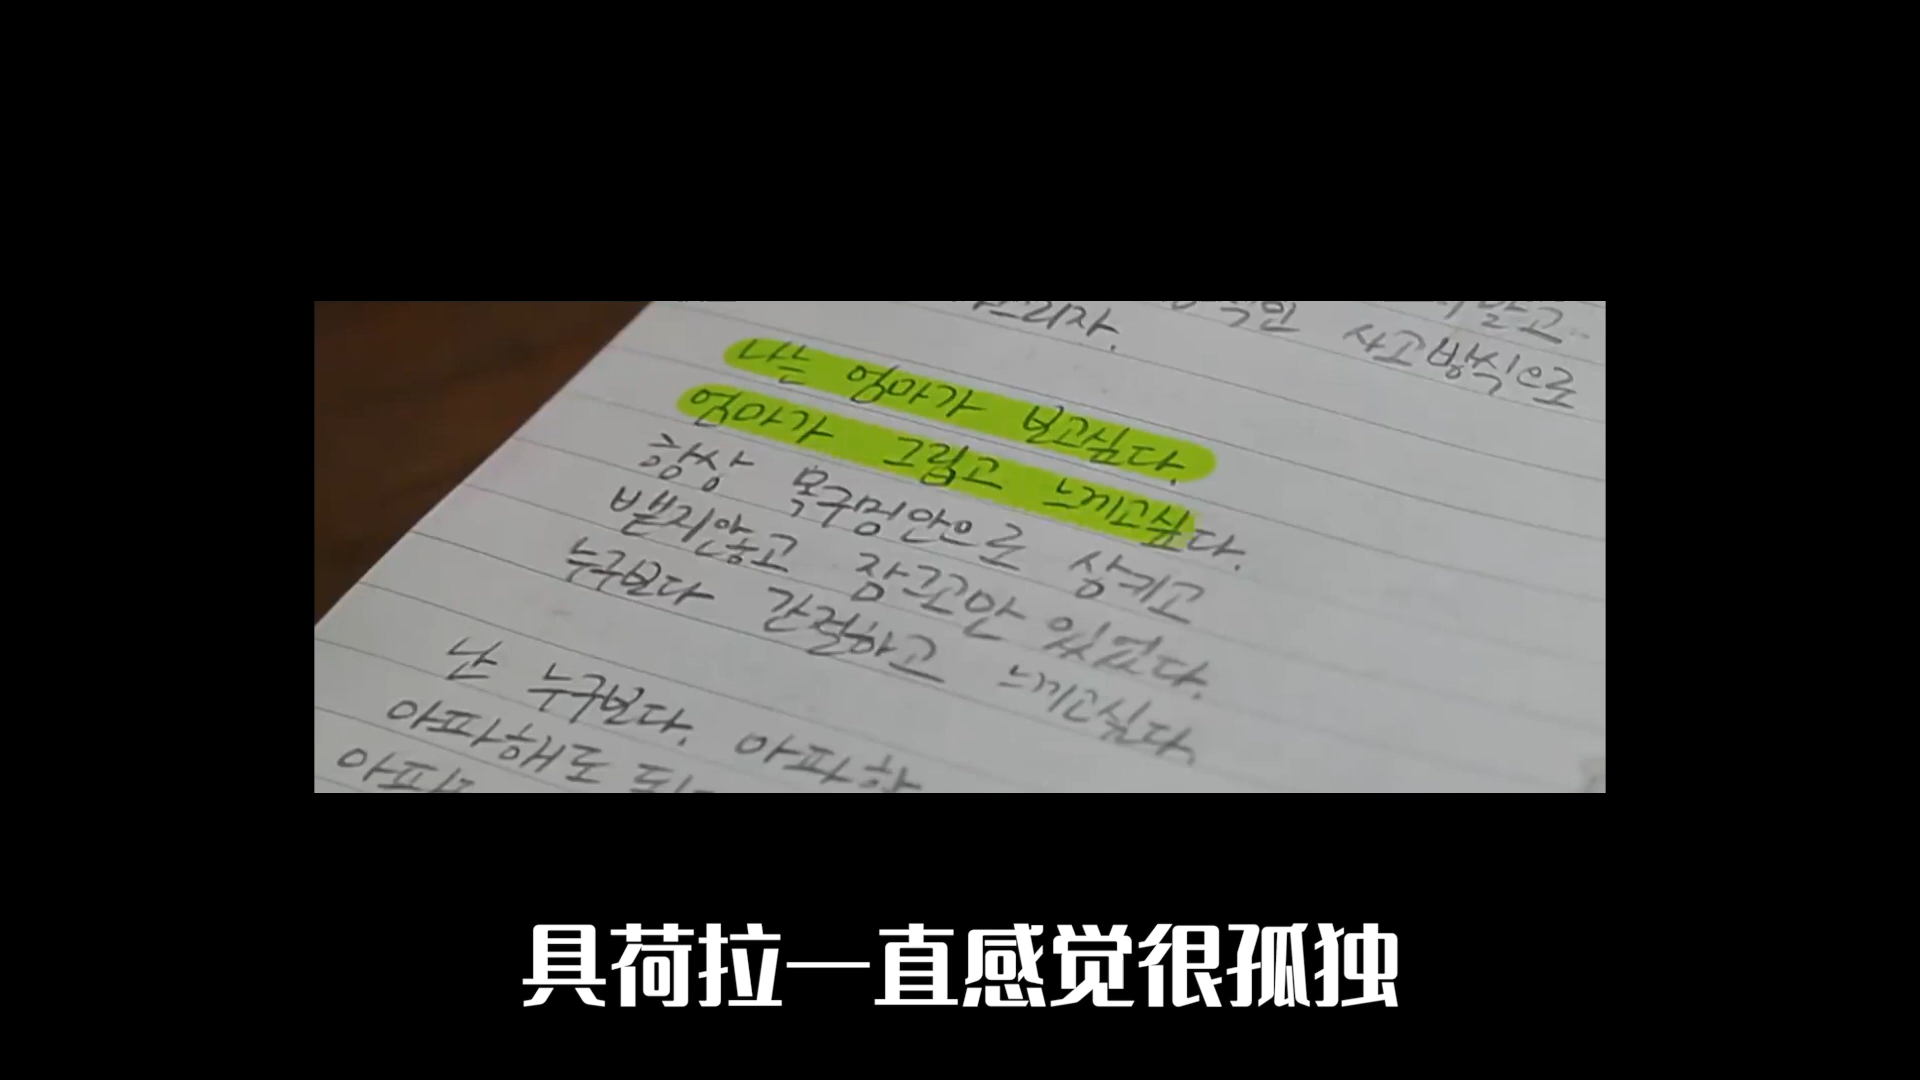 말고..
사고방식으로
나는 엄마가 보고싶다.
엄마가 그립고 느끼고싶다.
항상 목구멍안으로 삼키고
뱉지않고 잠그고만 있었다.
누구보다 간절하고 느끼고싶다.
난 누구보다. 아파
아파해도
具荷拉一直感觉很孤独